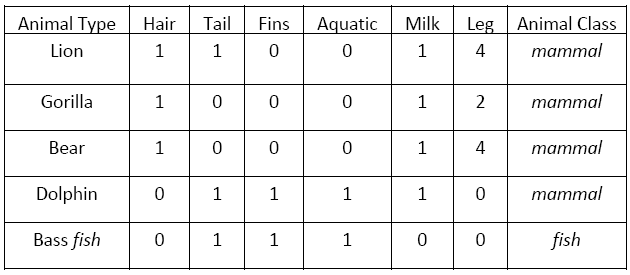 Animal Type Hair Tail Fins Aquatic Milk Leg Animal Class
Lion 1 1 0 0 1 4 mammal
Gorilla 1 0 0 0 1 2 mammal
Bear 1 0 0 0 1 4 mammal
Dolphin 0 1 1 1 1 0 mammal
Bass fish 0 1 1 1 0 0 fish